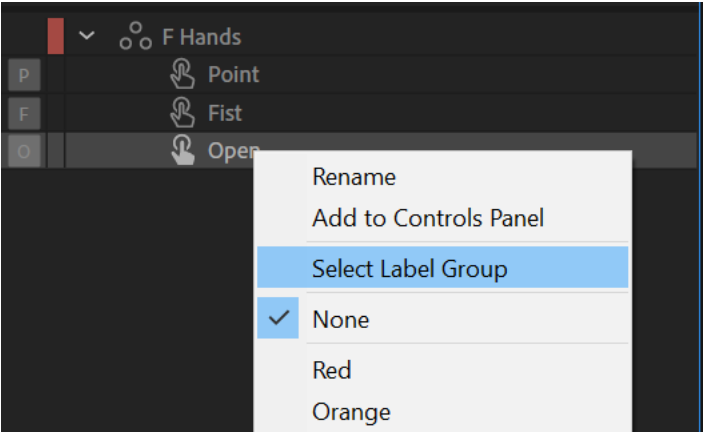 F Hands
P Point
F Fist
O Open
Rename
Add to Controls Panel
Select Label Group
None
Red
Orange